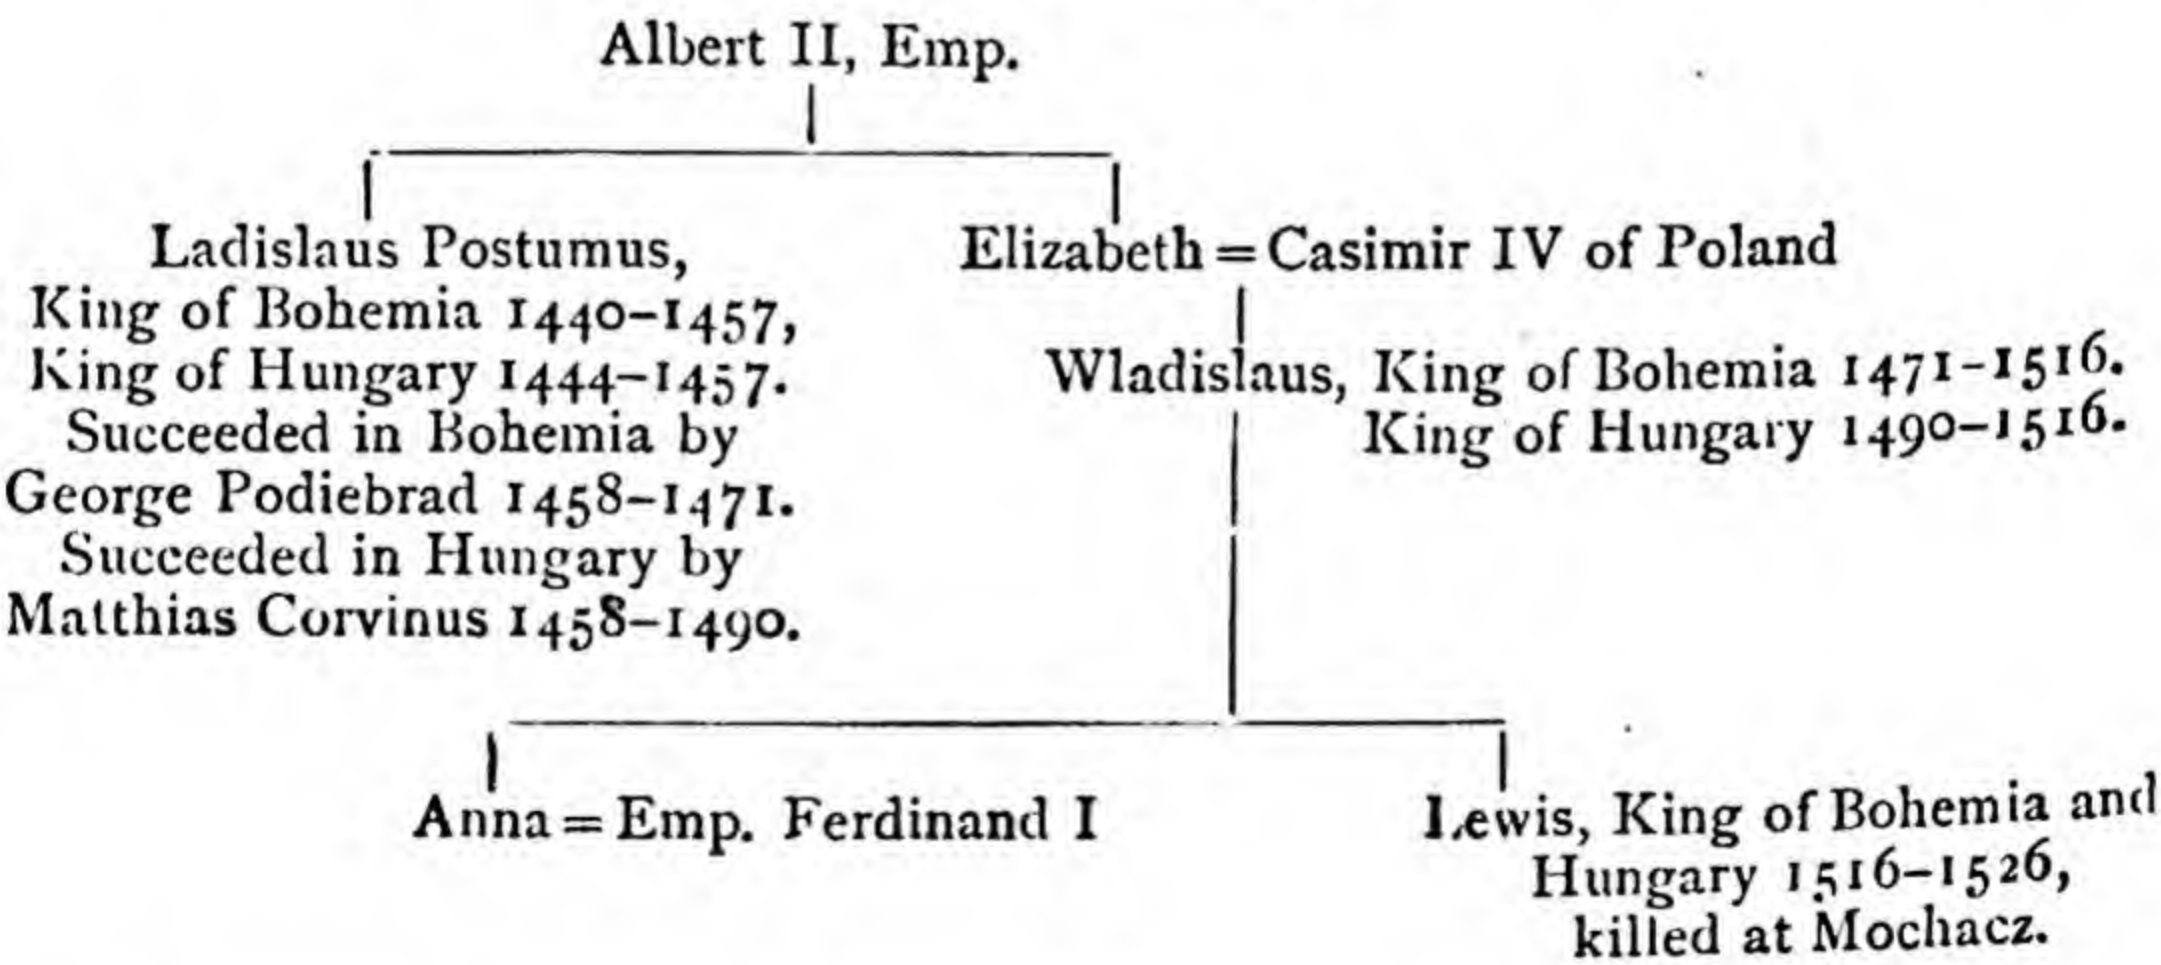 Albert II, Emp.
Ladislaus Postumus,
King of Bohemia 1440–1457,
King of Hungary 1444–1457.
Succeeded in Bohemia by
George Podiebrad 1458–1471.
Succeeded in Hungary by
Matthias Corvinus 1458–1490.
Elizabeth = Casimir IV of Poland
Wladislaus, King of Bohemia 1471–1516.
King of Hungary 1490–1516.
Anna = Emp. Ferdinand I
Lewis, King of Bohemia and
Hungary 1516–1526,
killed at Mochacz.